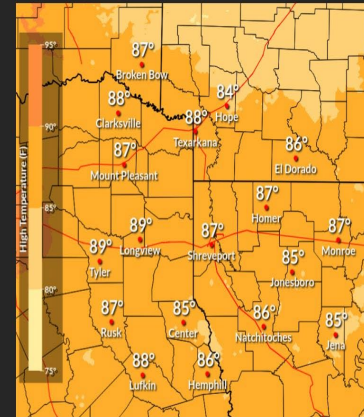 95°
90°
85°
80°
75°
High Temperature (F)
87°
Broken Bow
84°
Hope
88°
Clarksville
88°
Texarkana
86°
El Dorado
87°
Mount Pleasant
87°
Homer
89°
Longview
87°
Shreveport
87°
Monroe
89°
Tyler
85°
Jonesboro
87°
Rusk
85°
Center
86°
Natchitoches
85°
Jena
88°
Lufkin
86°
Hemphill